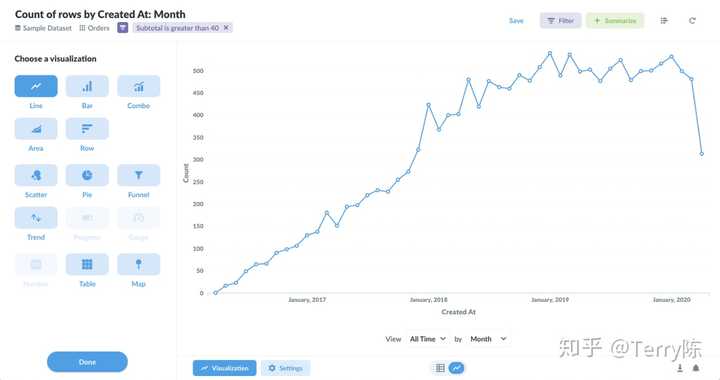 Count of rows by Created At: Month
Sample Dataset Orders Subtotal is greater than 40 ×
Save Filter + Summarize
Choose a visualization
Line Bar Combo
Area Row
Scatter Pie Funnel
Trend Progress Gauge
Number Table Map
Done
Count
500
450
400
350
300
250
200
150
100
50
0
January, 2017 January, 2018 January, 2019 January, 2020
Created At
View All Time by Month
Visualization Settings
知乎 @Terry陈